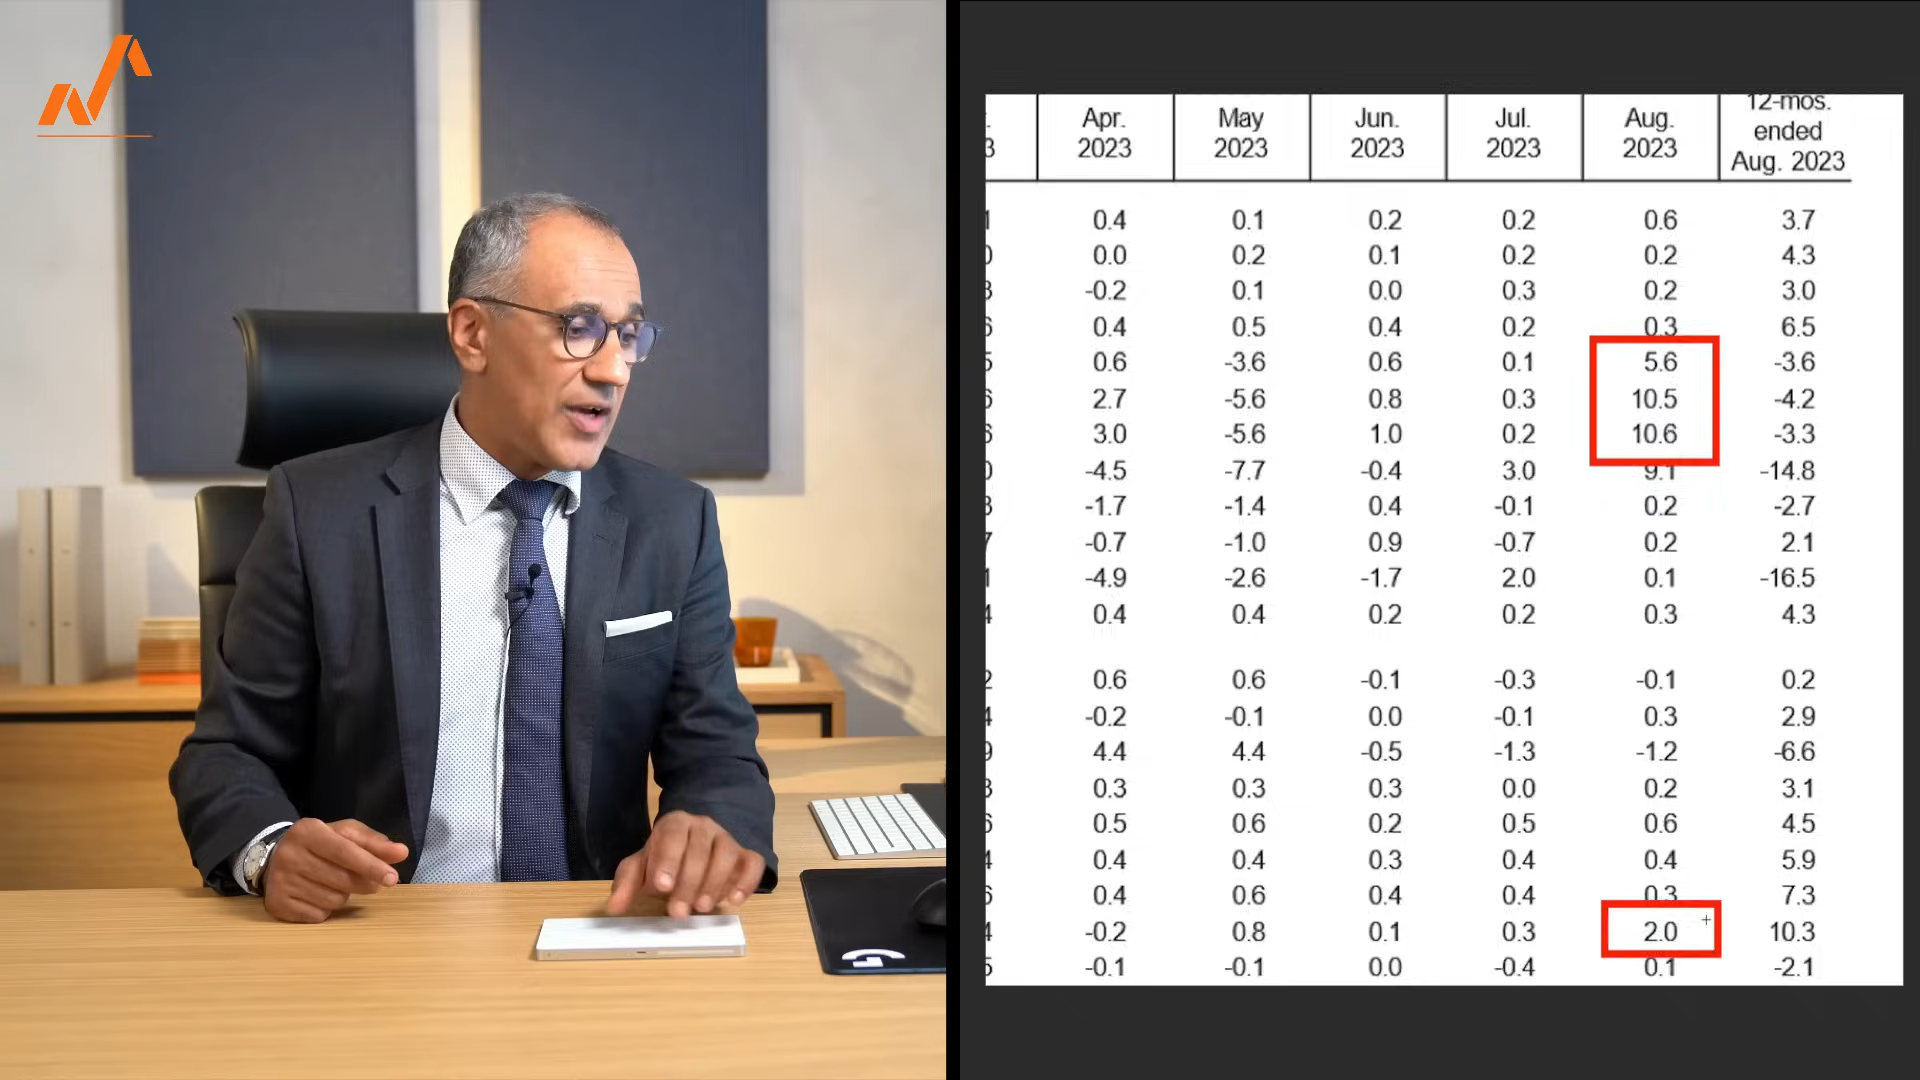 12-mos.
Apr. May Jun. Jul. Aug. ended
2023 2023 2023 2023 2023 Aug. 2023
0.4 0.1 0.2 0.2 0.6 3.7
0.0 0.2 0.1 0.2 0.2 4.3
-0.2 0.1 0.0 0.3 0.2 3.0
0.4 0.5 0.4 0.2 0.3 6.5
0.6 -3.6 0.6 0.1 5.6 -3.6
2.7 -5.6 0.8 0.3 10.5 -4.2
3.0 -5.6 1.0 0.2 10.6 -3.3
-4.5 -7.7 -0.4 3.0 9.1 -14.8
-1.7 -1.4 0.4 -0.1 0.2 -2.7
-0.7 -1.0 0.9 -0.7 0.2 2.1
-4.9 -2.6 -1.7 2.0 0.1 -16.5
0.4 0.4 0.2 0.2 0.3 4.3
0.6 0.6 -0.1 -0.3 -0.1 0.2
-0.2 -0.1 0.0 -0.1 0.3 2.9
4.4 4.4 -0.5 -1.3 -1.2 -6.6
0.3 0.3 0.3 0.0 0.2 3.1
0.5 0.6 0.2 0.5 0.6 4.5
0.4 0.4 0.3 0.4 0.4 5.9
0.4 0.6 0.4 0.4 0.3 7.3
-0.2 0.8 0.1 0.3 2.0 10.3
-0.1 -0.1 0.0 -0.4 0.1 -2.1